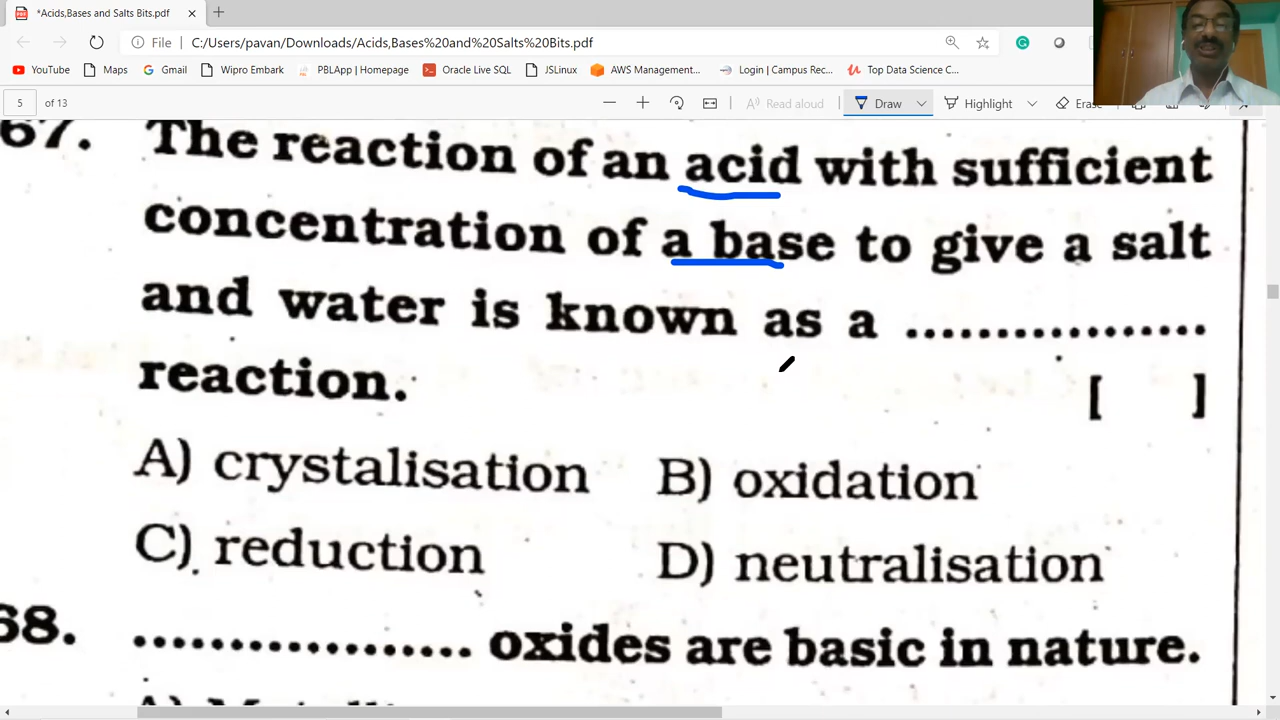 *Acids,Bases and Salts Bits.pdf
File C:/Users/pavan/Downloads/Acids,Bases%20and%20Salts%20Bits.pdf
YouTube Maps Gmail Wipro Embark PBLApp | Homepage Oracle Live SQL JSLinux AWS Management... Login | Campus Rec... Top Data Science C...
5 of 13 Read aloud Draw Highlight
67. The reaction of an acid with sufficient
concentration of a base to give a salt
and water is known as a .................
reaction. [ ]
A) crystalisation B) oxidation
C) reduction D) neutralisation
68. .................. oxides are basic in nature.